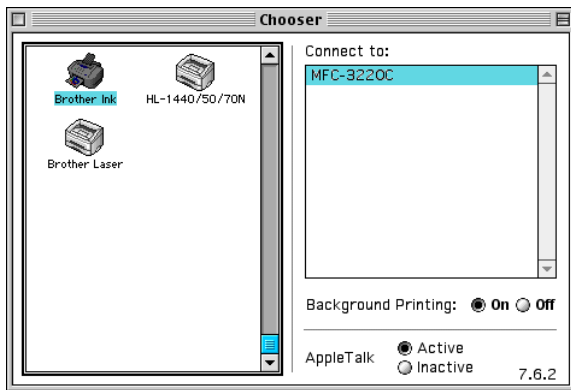 Chooser
Brother Ink
HL-1440/50/70N
Brother Laser
Connect to:
MFC-3220C
Background Printing: On Off
AppleTalk
Active
Inactive
7.6.2